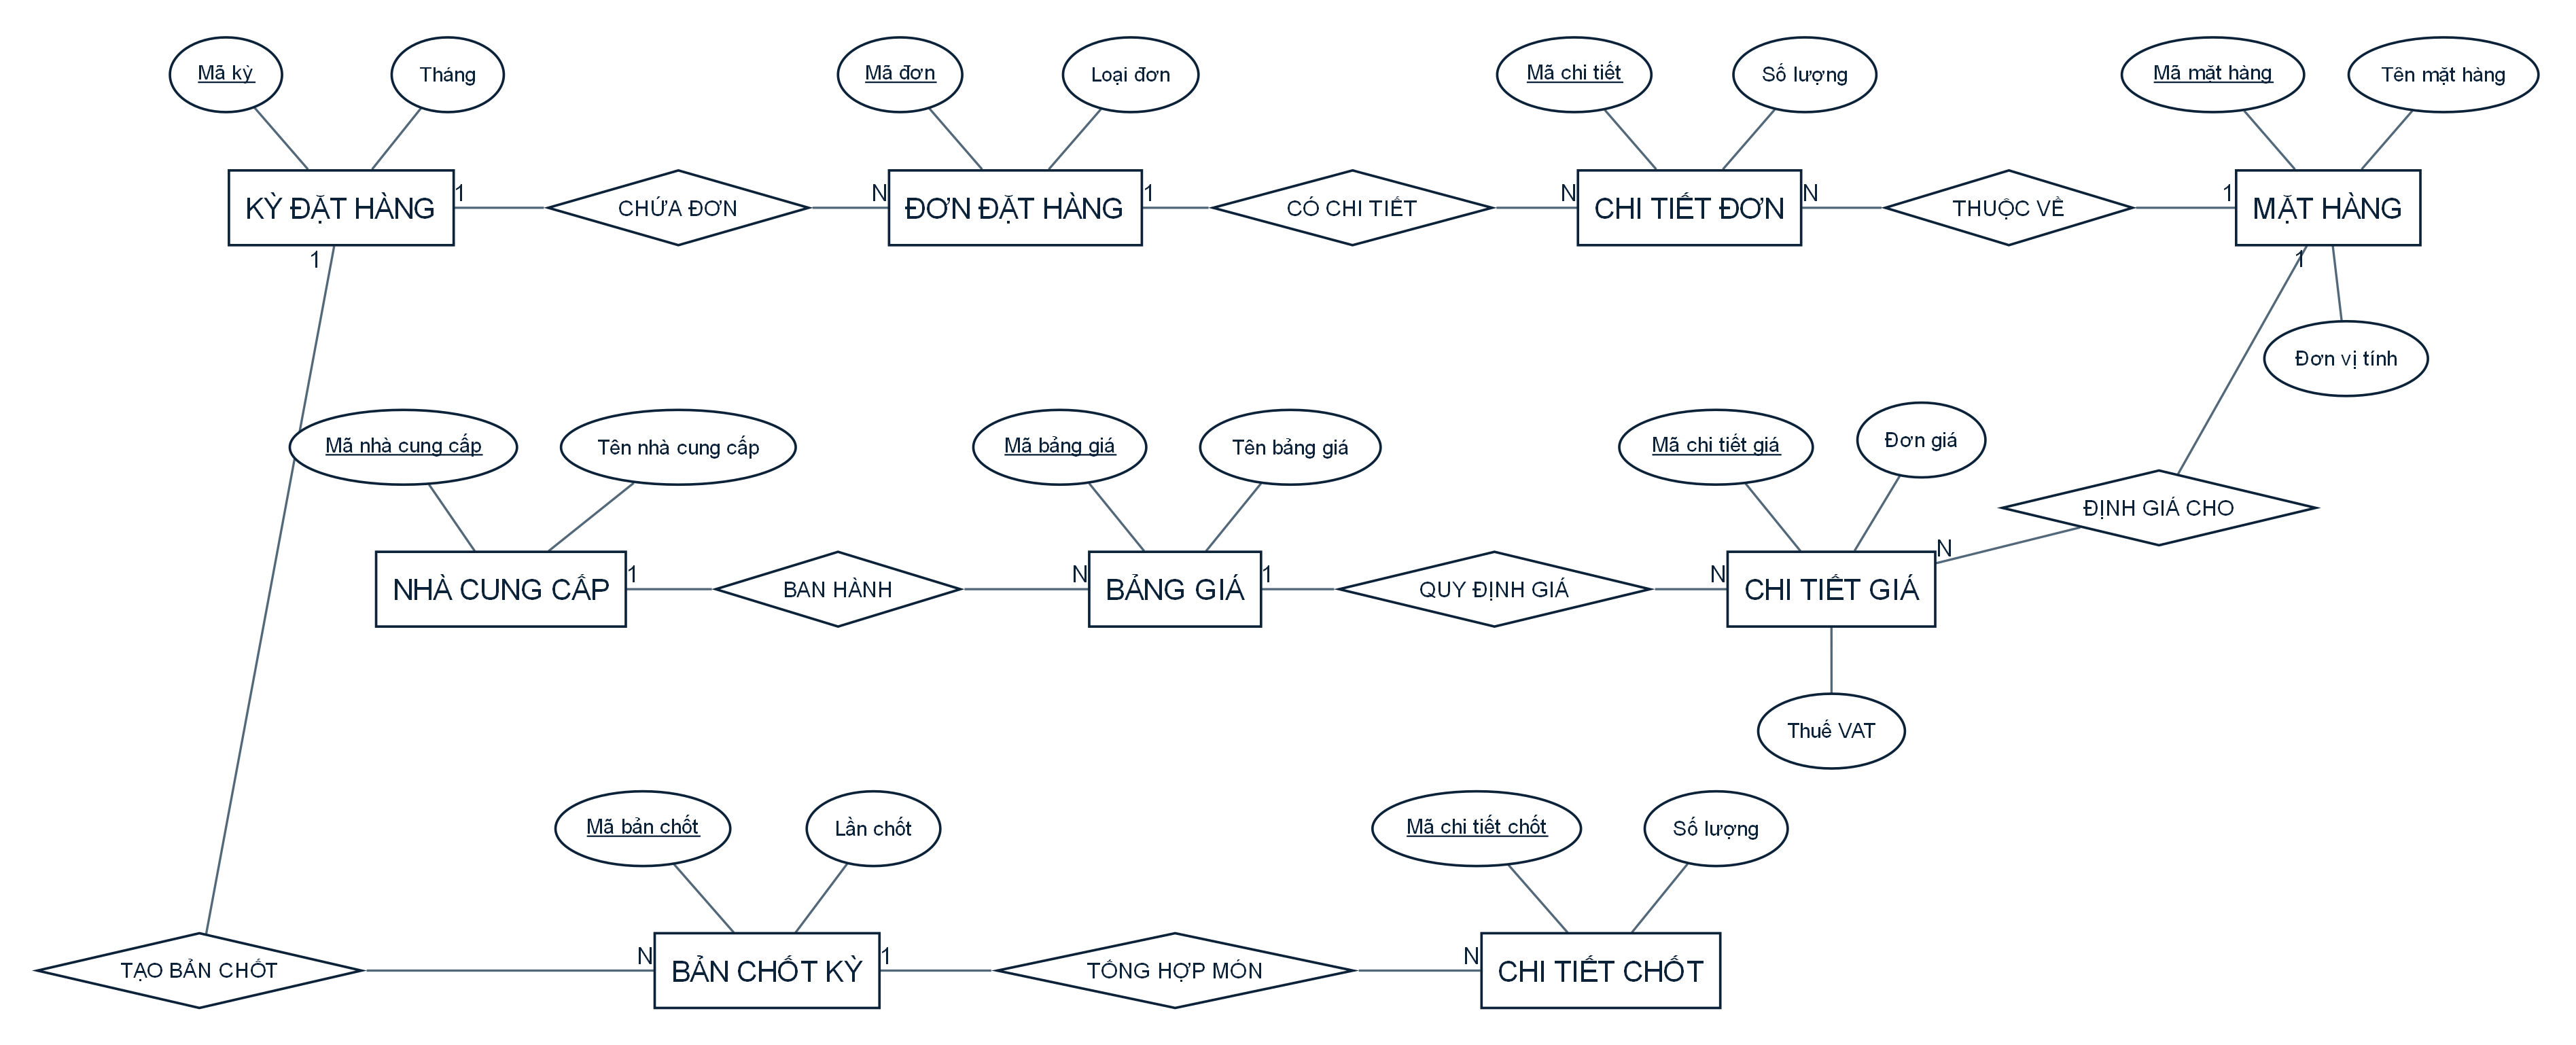 Mã kỳ
Tháng
Mã đơn
Loại đơn
Mã chi tiết
Số lượng
Mã mặt hàng
Tên mặt hàng
KỲ ĐẶT HÀNG
1
CHỨA ĐƠN
N
ĐƠN ĐẶT HÀNG
1
CÓ CHI TIẾT
N
CHI TIẾT ĐƠN
N
THUỘC VỀ
1
MẶT HÀNG
1
1
Đơn vị tính
Mã nhà cung cấp
Tên nhà cung cấp
Mã bảng giá
Tên bảng giá
Mã chi tiết giá
Đơn giá
ĐỊNH GIÁ CHO
N
NHÀ CUNG CẤP
1
BAN HÀNH
N
BẢNG GIÁ
1
QUY ĐỊNH GIÁ
N
CHI TIẾT GIÁ
Thuế VAT
Mã bản chốt
Lần chốt
Mã chi tiết chốt
Số lượng
TẠO BẢN CHỐT
N
BẢN CHỐT KỲ
1
TỔNG HỢP MÓN
N
CHI TIẾT CHỐT